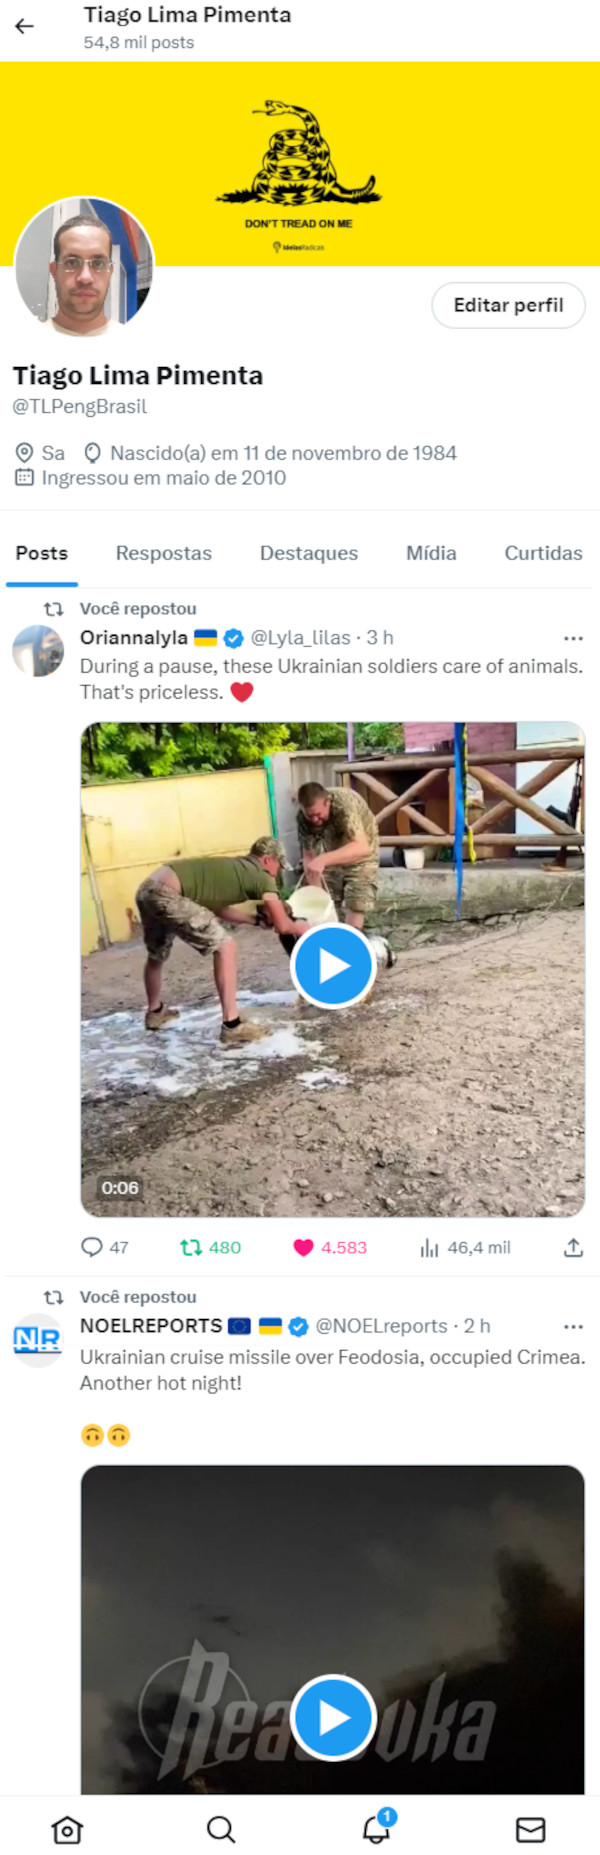 Tiago Lima Pimenta
54,8 mil posts
DON'T TREAD ON ME
IdeiasRadicais
Editar perfil
Tiago Lima Pimenta
@TLPengBrasil
Sa Nascido(a) em 11 de novembro de 1984
Ingressou em maio de 2010
Posts Respostas Destaques Mídia Curtidas
Você repostou
Oriannalyla @Lyla_lilas · 3 h
During a pause, these Ukrainian soldiers care of animals.
That's priceless.
0:06
47 480 4.583 46,4 mil
Você repostou
NR
NOELREPORTS @NOELreports · 2 h
Ukrainian cruise missile over Feodosia, occupied Crimea.
Another hot night!
1